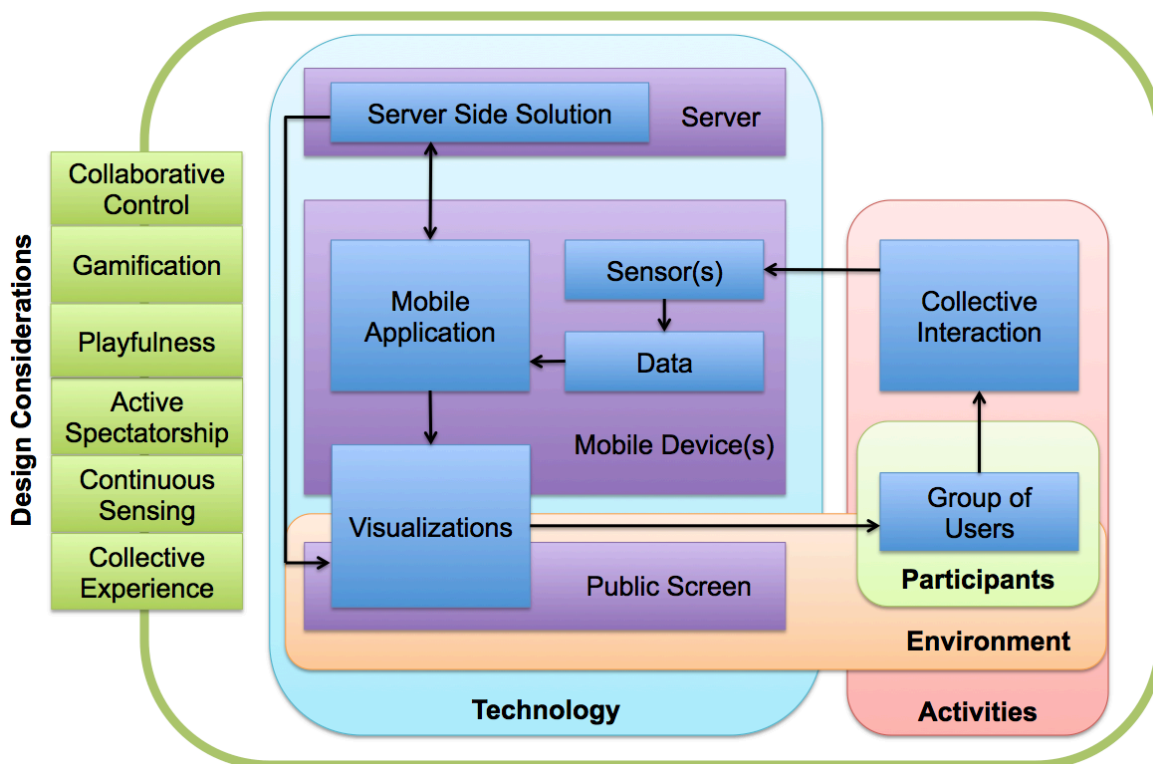 Design Considerations
Collaborative
Control
Gamification
Playfulness
Active
Spectatorship
Continuous
Sensing
Collective
Experience
Server Side Solution
Server
Mobile
Application
Sensor(s)
Data
Mobile Device(s)
Visualizations
Public Screen
Technology
Collective
Interaction
Group of
Users
Participants
Environment
Activities